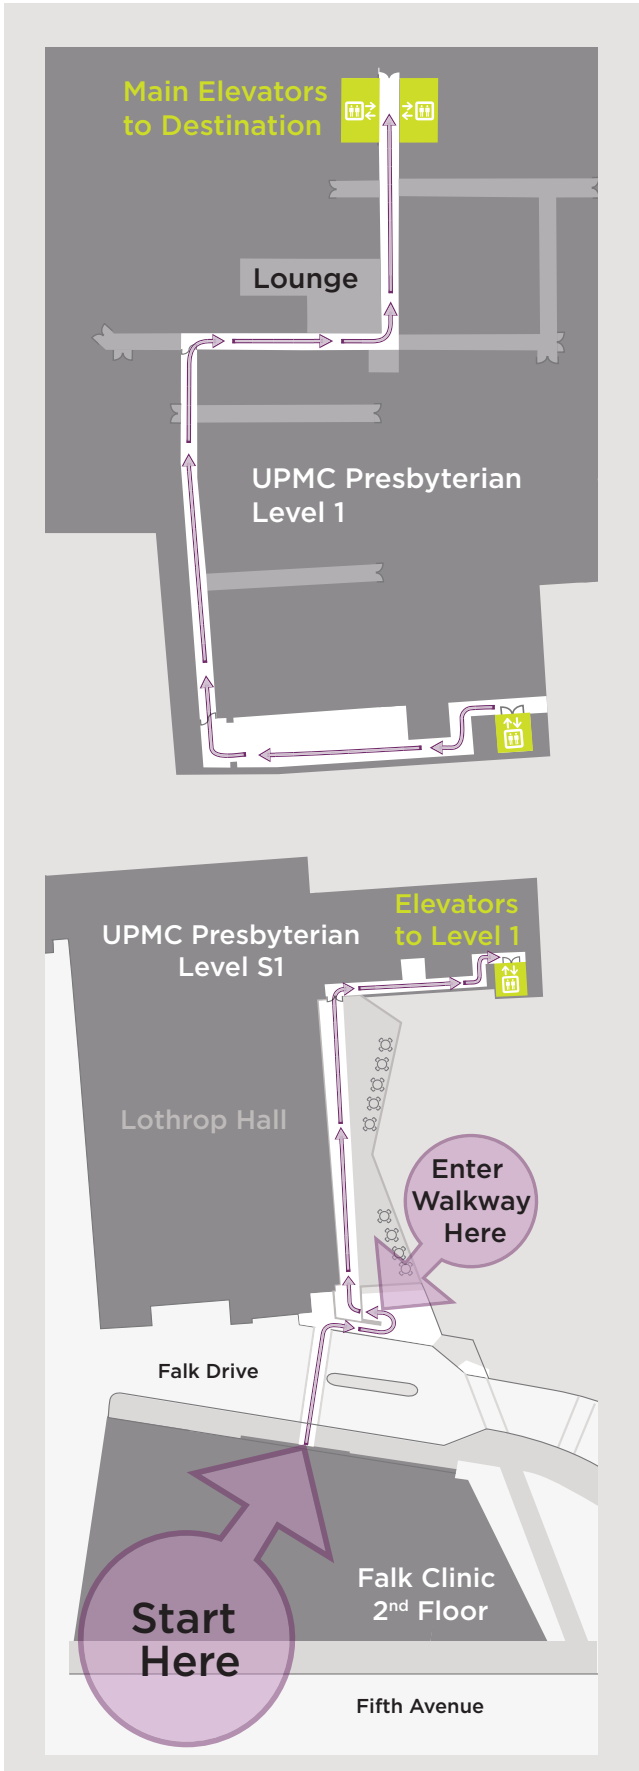 Main Elevators
to Destination
Lounge
UPMC Presbyterian
Level 1
Elevators
to Level 1
UPMC Presbyterian
Level S1
Lothrop Hall
Enter
Walkway
Here
Falk Drive
Falk Clinic
2nd Floor
Start
Here
Fifth Avenue